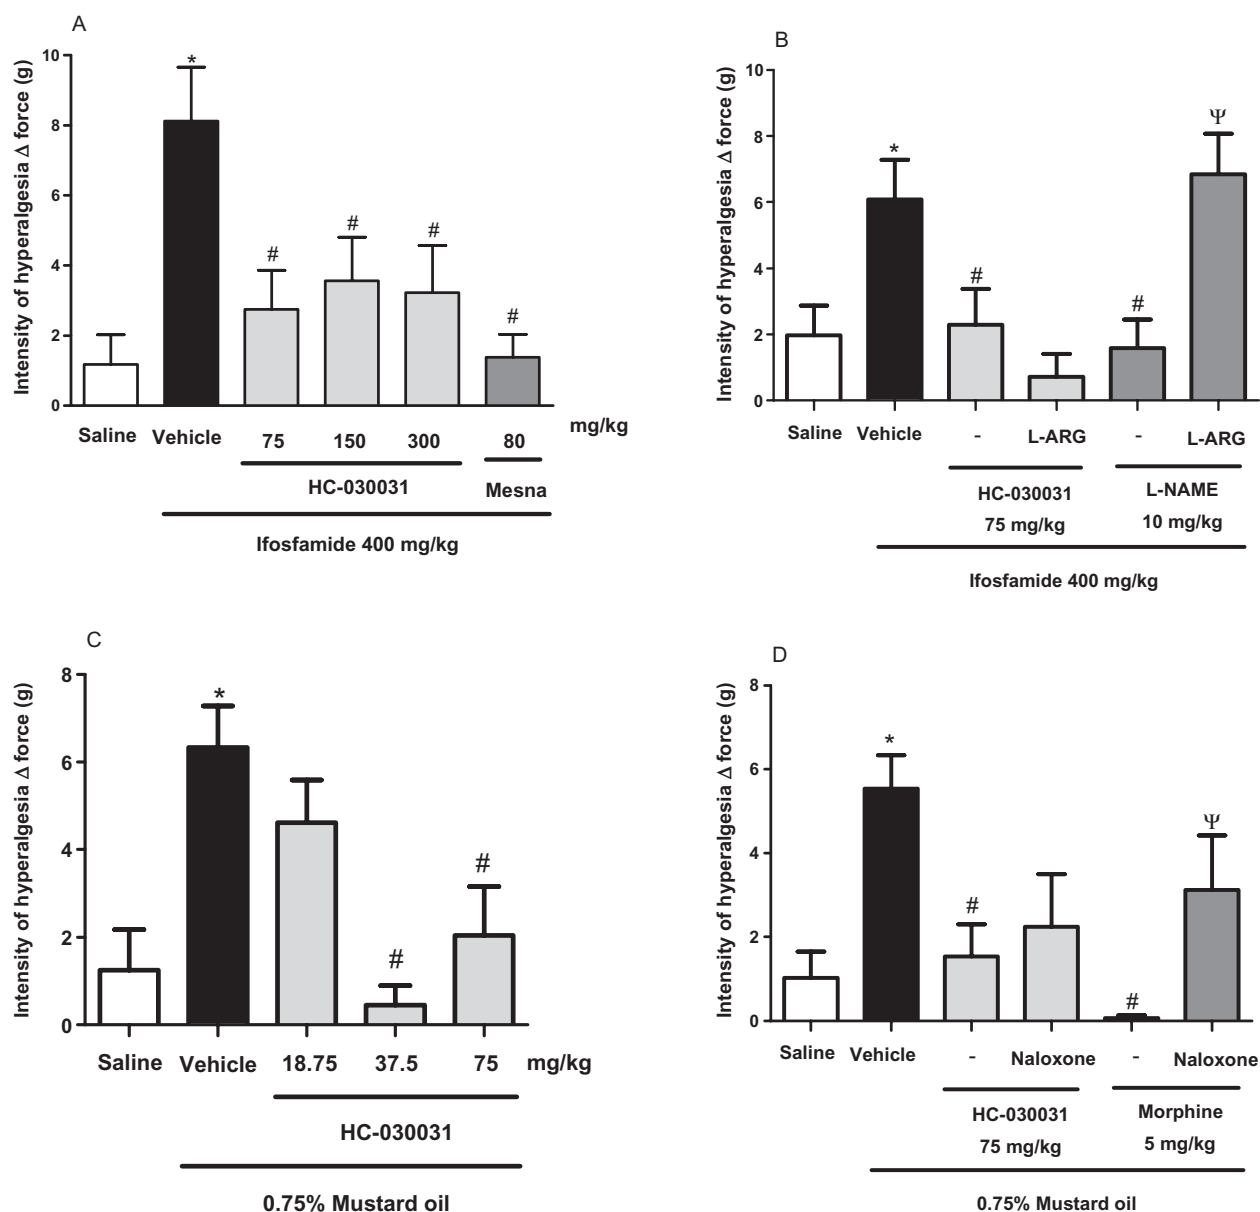 A
Intensity of hyperalgesia Δ force (g)
10
8
6
4
2
0
*
#
#
#
#
Saline Vehicle 75 150 300 80 mg/kg
HC-030031 Mesna
Ifosfamide 400 mg/kg
B
Intensity of hyperalgesia Δ force (g)
10
8
6
4
2
0
*
#
#
Ψ
Saline Vehicle - L-ARG - L-ARG
HC-030031 L-NAME
75 mg/kg 10 mg/kg
Ifosfamide 400 mg/kg
C
Intensity of hyperalgesia Δ force (g)
8
6
4
2
0
*
#
#
Saline Vehicle 18.75 37.5 75 mg/kg
HC-030031
0.75% Mustard oil
D
Intensity of hyperalgesia Δ force (g)
8
6
4
2
0
*
#
#
Ψ
Saline Vehicle - Naloxone - Naloxone
HC-030031 Morphine
75 mg/kg 5 mg/kg
0.75% Mustard oil